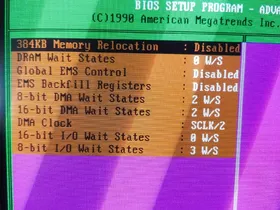 BIOS SETUP PROGRAM - ADVA
(C)1990 American Megatrends Inc.
384KB Memory Relocation : Disabled
DRAM Wait States : 0 W/S
Global EMS Control : Disabled
EMS Backfill Registers : Disabled
8-bit DMA Wait States : 2 W/S
16-bit DMA Wait States : 2 W/S
DMA Clock : SCLK/2
16-bit I/O Wait States : 0 W/S
8-bit I/O Wait States : 3 W/S